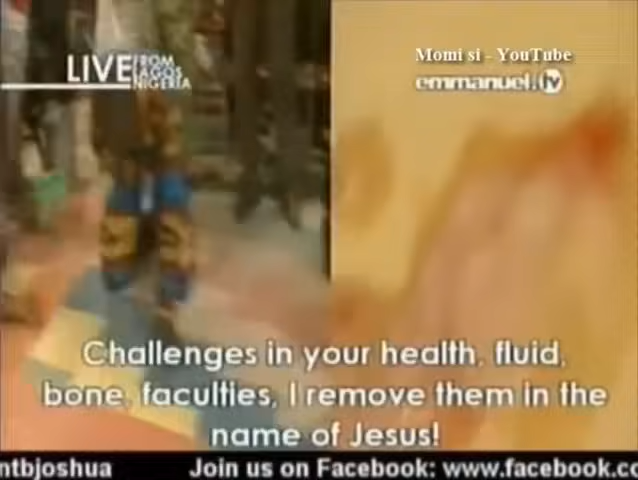 LIVE FROM LAGOS NIGERIA
Momi si - YouTube
emmanuel.tv
Challenges in your health, fluid,
bone, faculties, I remove them in the
name of Jesus!
ntbjoshua Join us on Facebook: www.facebook.co